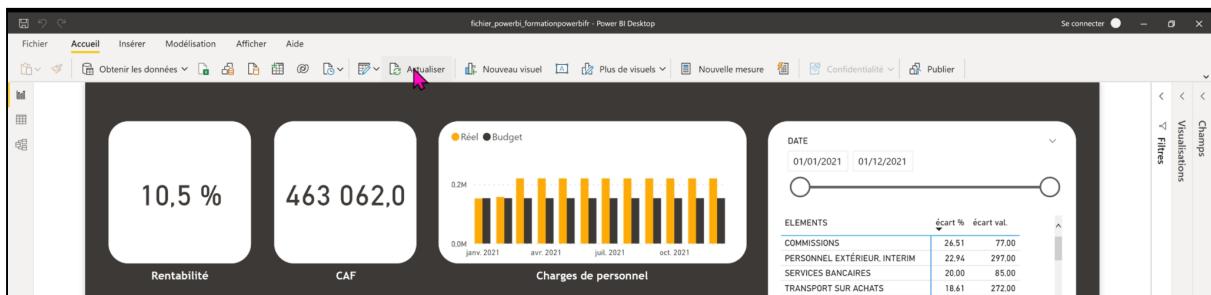 fichier_powerbi_formationpowerbifr - Power BI Desktop
Se connecter
Fichier Accueil Insérer Modélisation Afficher Aide
Obtenir les données Actualiser Nouveau visuel Plus de visuels Nouvelle mesure Confidentialité Publier
Réel Budget
0.2M
0.0M
janv. 2021 avr. 2021 juil. 2021 oct. 2021
10,5 %
463 062,0
Rentabilité
CAF
Charges de personnel
DATE
01/01/2021 01/12/2021
ELEMENTS écart % écart val.
COMMISSIONS 26.51 77,00
PERSONNEL EXTÉRIEUR, INTERIM 22,94 297,00
SERVICES BANCAIRES 20,00 85,00
TRANSPORT SUR ACHATS 18,61 272,00
Filtres
Visualisations
Champs